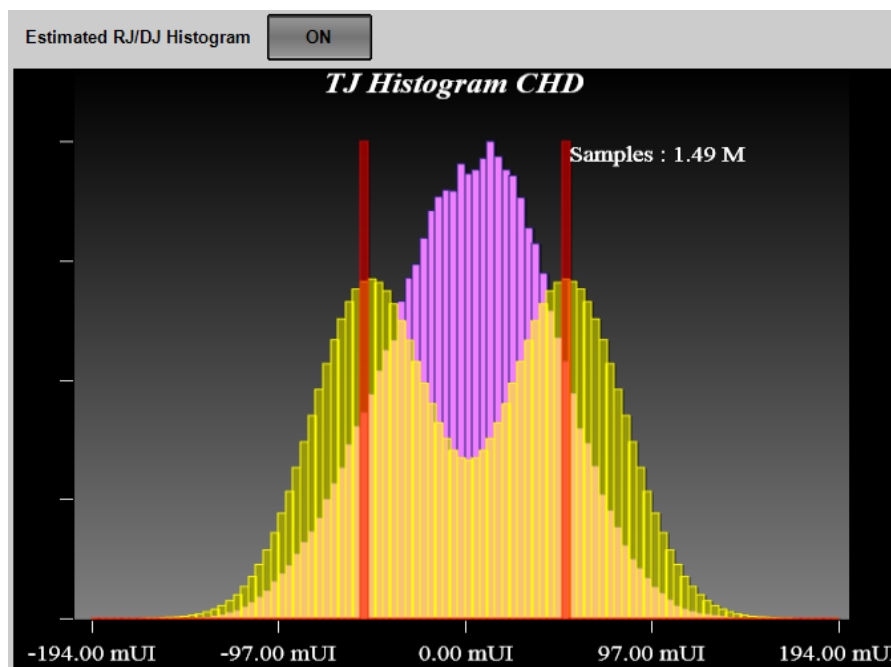 Estimated RJ/DJ Histogram ON
TJ Histogram CHD
Samples : 1.49 M
-194.00 mUI -97.00 mUI 0.00 mUI 97.00 mUI 194.00 mUI